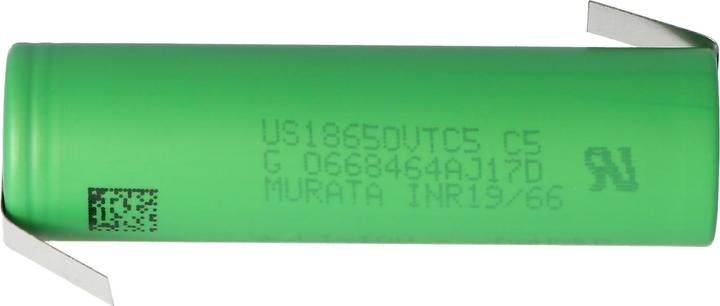 US18650VTC5 C5
G 0668464AJ17D
MURATA INR19/66